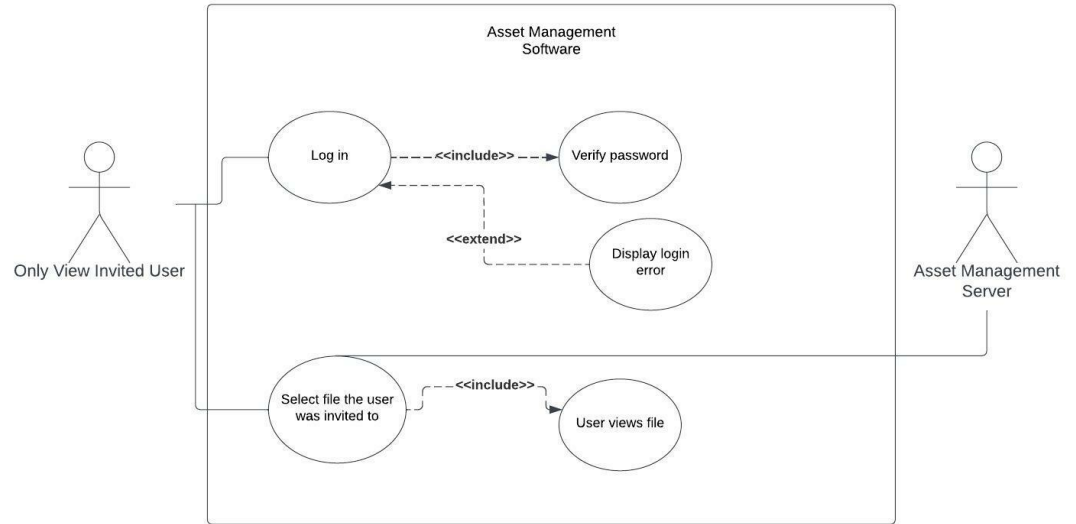 Asset Management
Software
Log in
<<include>>
Verify password
<<extend>>
Display login
error
Only View Invited User
Asset Management
Server
Select file the user
was invited to
<<include>>
User views file